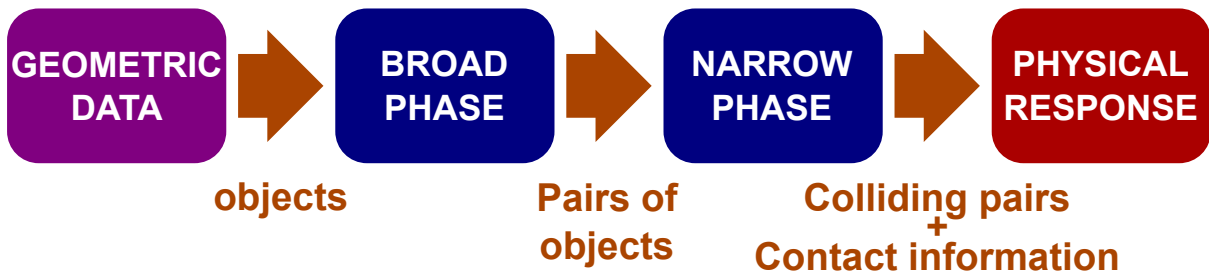 GEOMETRIC
DATA
BROAD
PHASE
NARROW
PHASE
PHYSICAL
RESPONSE
objects
Pairs of
objects
Colliding pairs
+
Contact information